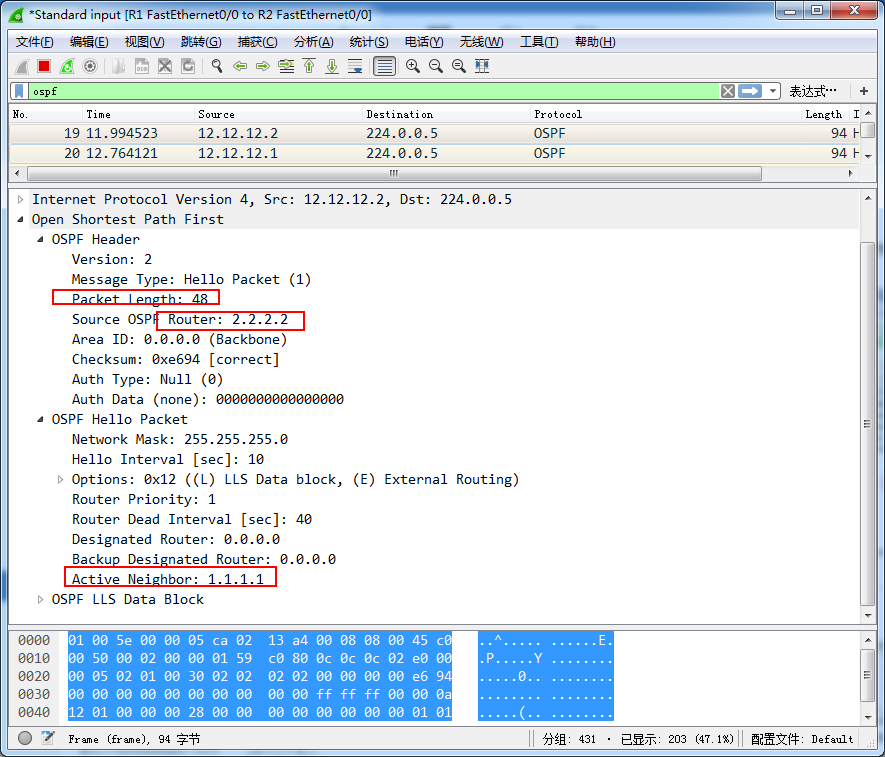 *Standard input [R1 FastEthernet0/0 to R2 FastEthernet0/0]
文件(F) 编辑(E) 视图(V) 跳转(G) 捕获(C) 分析(A) 统计(S) 电话(Y) 无线(W) 工具(T) 帮助(H)
ospf 表达式… +
No. Time Source Destination Protocol Length I
19 11.994523 12.12.12.2 224.0.0.5 OSPF 94 H
20 12.764121 12.12.12.1 224.0.0.5 OSPF 94 H
Internet Protocol Version 4, Src: 12.12.12.2, Dst: 224.0.0.5
Open Shortest Path First
OSPF Header
Version: 2
Message Type: Hello Packet (1)
Packet Length: 48
Source OSPF Router: 2.2.2.2
Area ID: 0.0.0.0 (Backbone)
Checksum: 0xe694 [correct]
Auth Type: Null (0)
Auth Data (none): 0000000000000000
OSPF Hello Packet
Network Mask: 255.255.255.0
Hello Interval [sec]: 10
Options: 0x12 ((L) LLS Data block, (E) External Routing)
Router Priority: 1
Router Dead Interval [sec]: 40
Designated Router: 0.0.0.0
Backup Designated Router: 0.0.0.0
Active Neighbor: 1.1.1.1
OSPF LLS Data Block
0000 01 00 5e 00 00 05 ca 02 13 a4 00 08 08 00 45 c0 ..^..... ......E.
0010 00 50 00 02 00 00 01 59 c0 80 0c 0c 0c 02 e0 00 .P.....Y ........
0020 00 05 02 01 00 30 02 02 02 02 00 00 00 00 e6 94 .....0.. ........
0030 00 00 00 00 00 00 00 00 00 00 ff ff ff 00 00 0a ........ ........
0040 12 01 00 00 00 28 00 00 00 00 00 00 00 00 01 01 .....(.. ........
Frame (frame), 94 字节 分组: 431 · 已显示: 203 (47.1%) 配置文件: Default